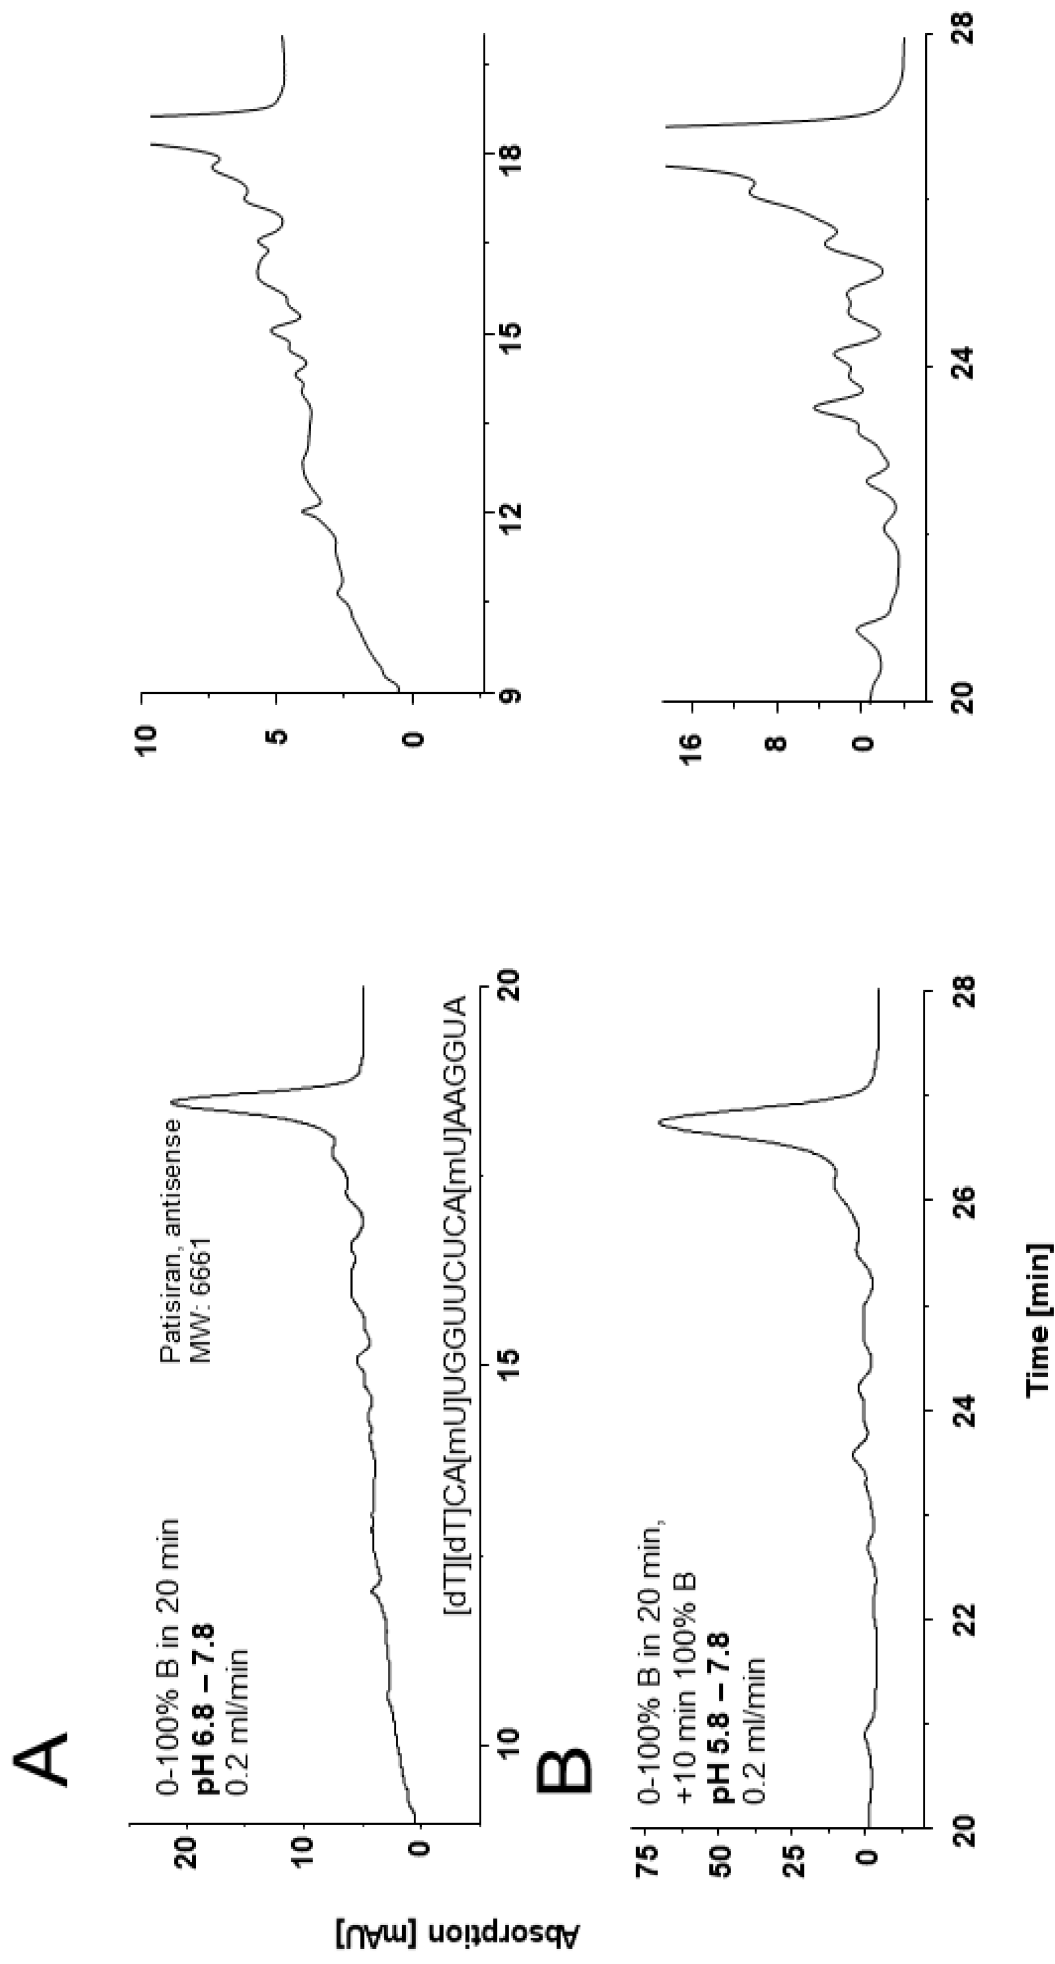 A
0-100% B in 20 min
pH 6.8 – 7.8
0.2 ml/min
Patisiran, antisense
MW: 6661
[dT][dT]CA[mU]UGGUUCUCA[mU]AAGGUA
20
10
0
10
15
20
10
5
0
9
12
15
18
B
0-100% B in 20 min,
+10 min 100% B
pH 5.8 – 7.8
0.2 ml/min
75
50
25
0
20
22
24
26
28
16
8
0
20
24
28
Absorption [mAU]
Time [min]